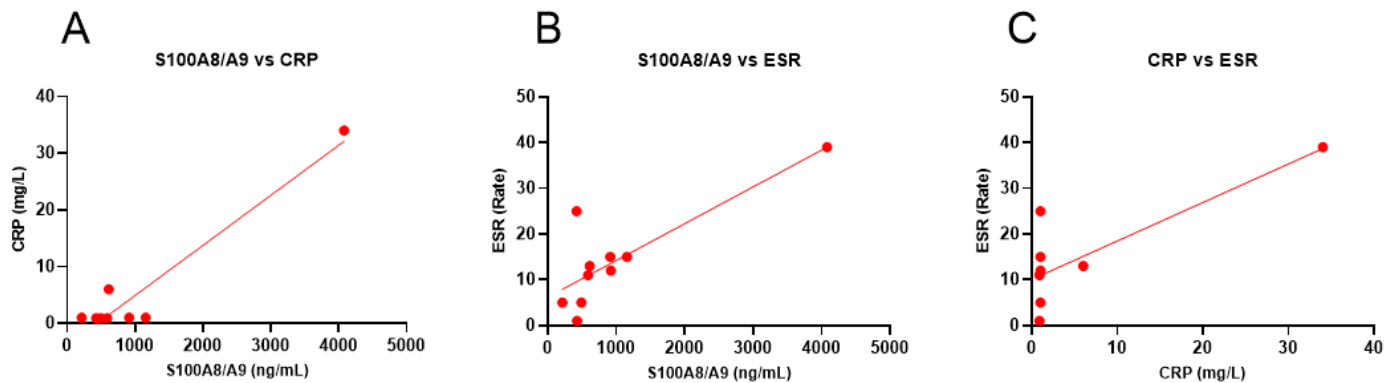 A
S100A8/A9 vs CRP
40
30
20
10
0
CRP (mg/L)
0 1000 2000 3000 4000 5000
S100A8/A9 (ng/mL)
B
S100A8/A9 vs ESR
50
40
30
20
10
0
ESR (Rate)
0 1000 2000 3000 4000 5000
S100A8/A9 (ng/mL)
C
CRP vs ESR
50
40
30
20
10
0
ESR (Rate)
0 10 20 30 40
CRP (mg/L)